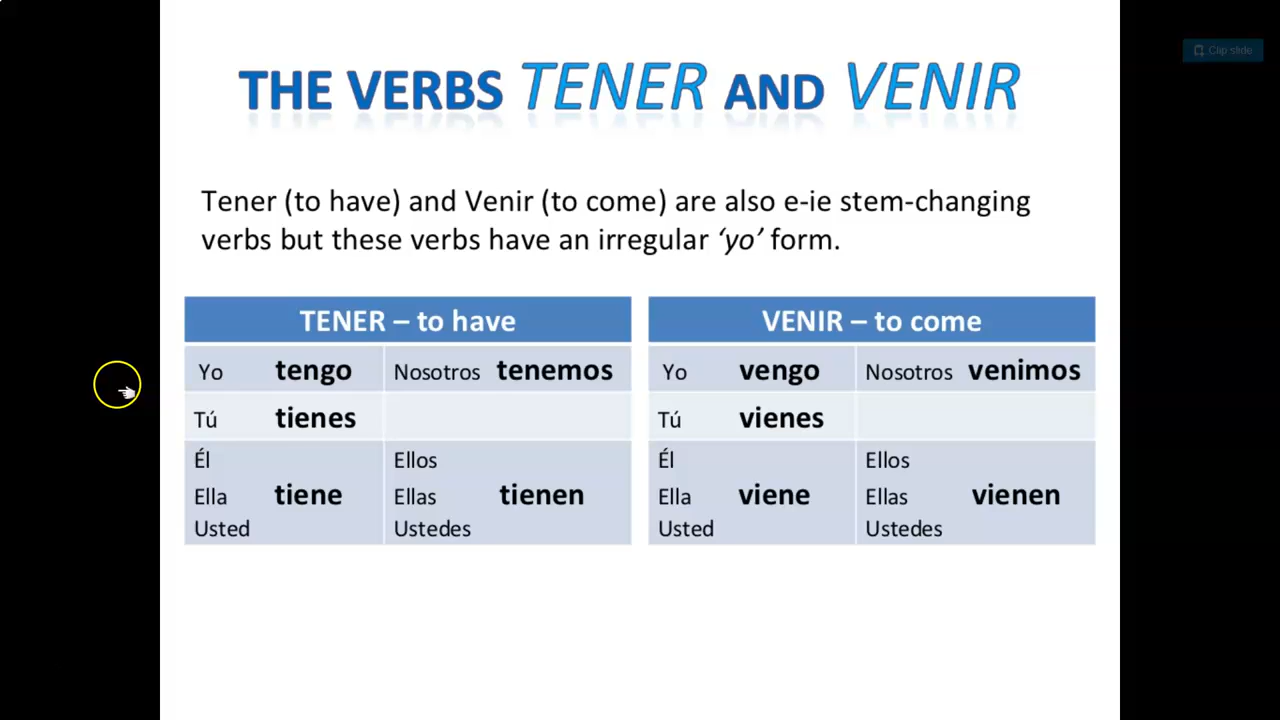 Clip slide
THE VERBS TENER AND VENIR
Tener (to have) and Venir (to come) are also e-ie stem-changing
verbs but these verbs have an irregular ‘yo’ form.
TENER – to have
Yo tengo Nosotros tenemos
Tú tienes
Él Ellos
Ella tiene Ellas tienen
Usted Ustedes
VENIR – to come
Yo vengo Nosotros venimos
Tú vienes
Él Ellos
Ella viene Ellas vienen
Usted Ustedes